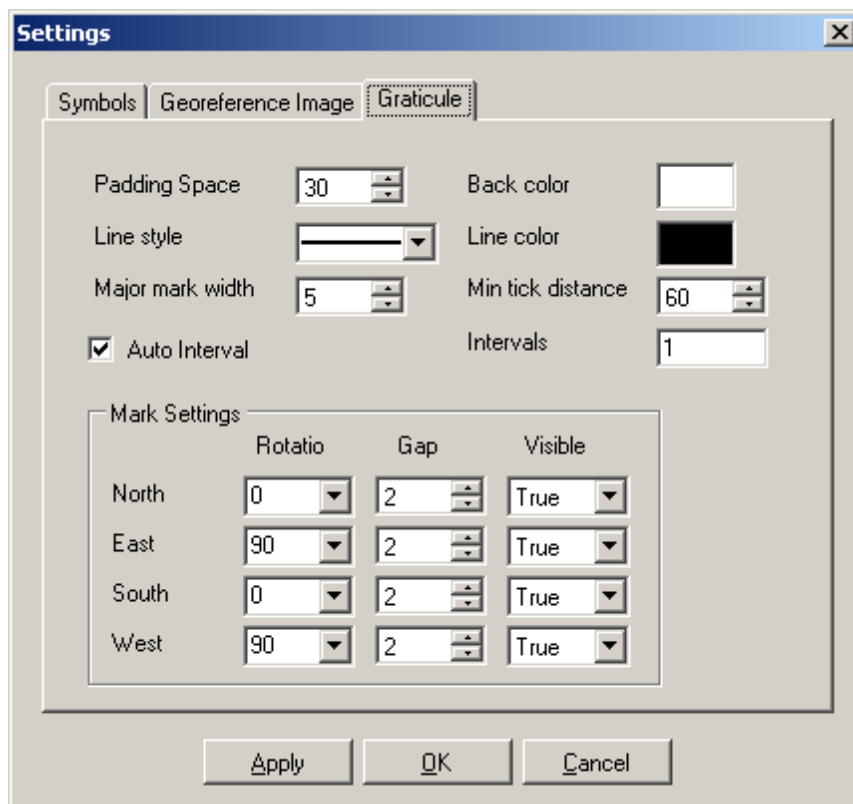 Settings
Symbols Georeference Image Graticule
Padding Space 30 Back color
Line style Line color
Major mark width 5 Min tick distance 60
Auto Interval Intervals 1
Mark Settings
Rotatio Gap Visible
North 0 2 True
East 90 2 True
South 0 2 True
West 90 2 True
Apply OK Cancel